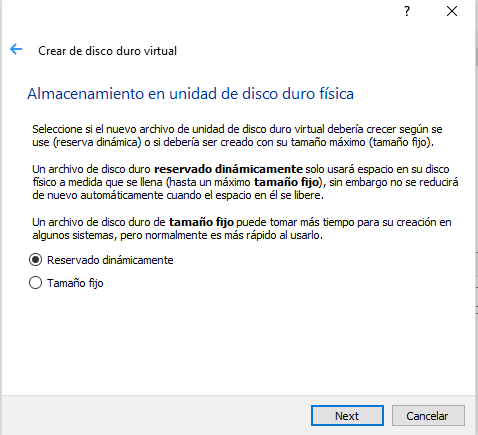 ?
Crear de disco duro virtual
Almacenamiento en unidad de disco duro física
Seleccione si el nuevo archivo de unidad de disco duro virtual debería crecer según se
use (reserva dinámica) o si debería ser creado con su tamaño máximo (tamaño fijo).
Un archivo de disco duro reservado dinámicamente solo usará espacio en su disco
físico a medida que se llena (hasta un máximo tamaño fijo), sin embargo no se reducirá
de nuevo automáticamente cuando el espacio en él se libere.
Un archivo de disco duro de tamaño fijo puede tomar más tiempo para su creación en
algunos sistemas, pero normalmente es más rápido al usarlo.
Reservado dinámicamente
Tamaño fijo
Next Cancelar